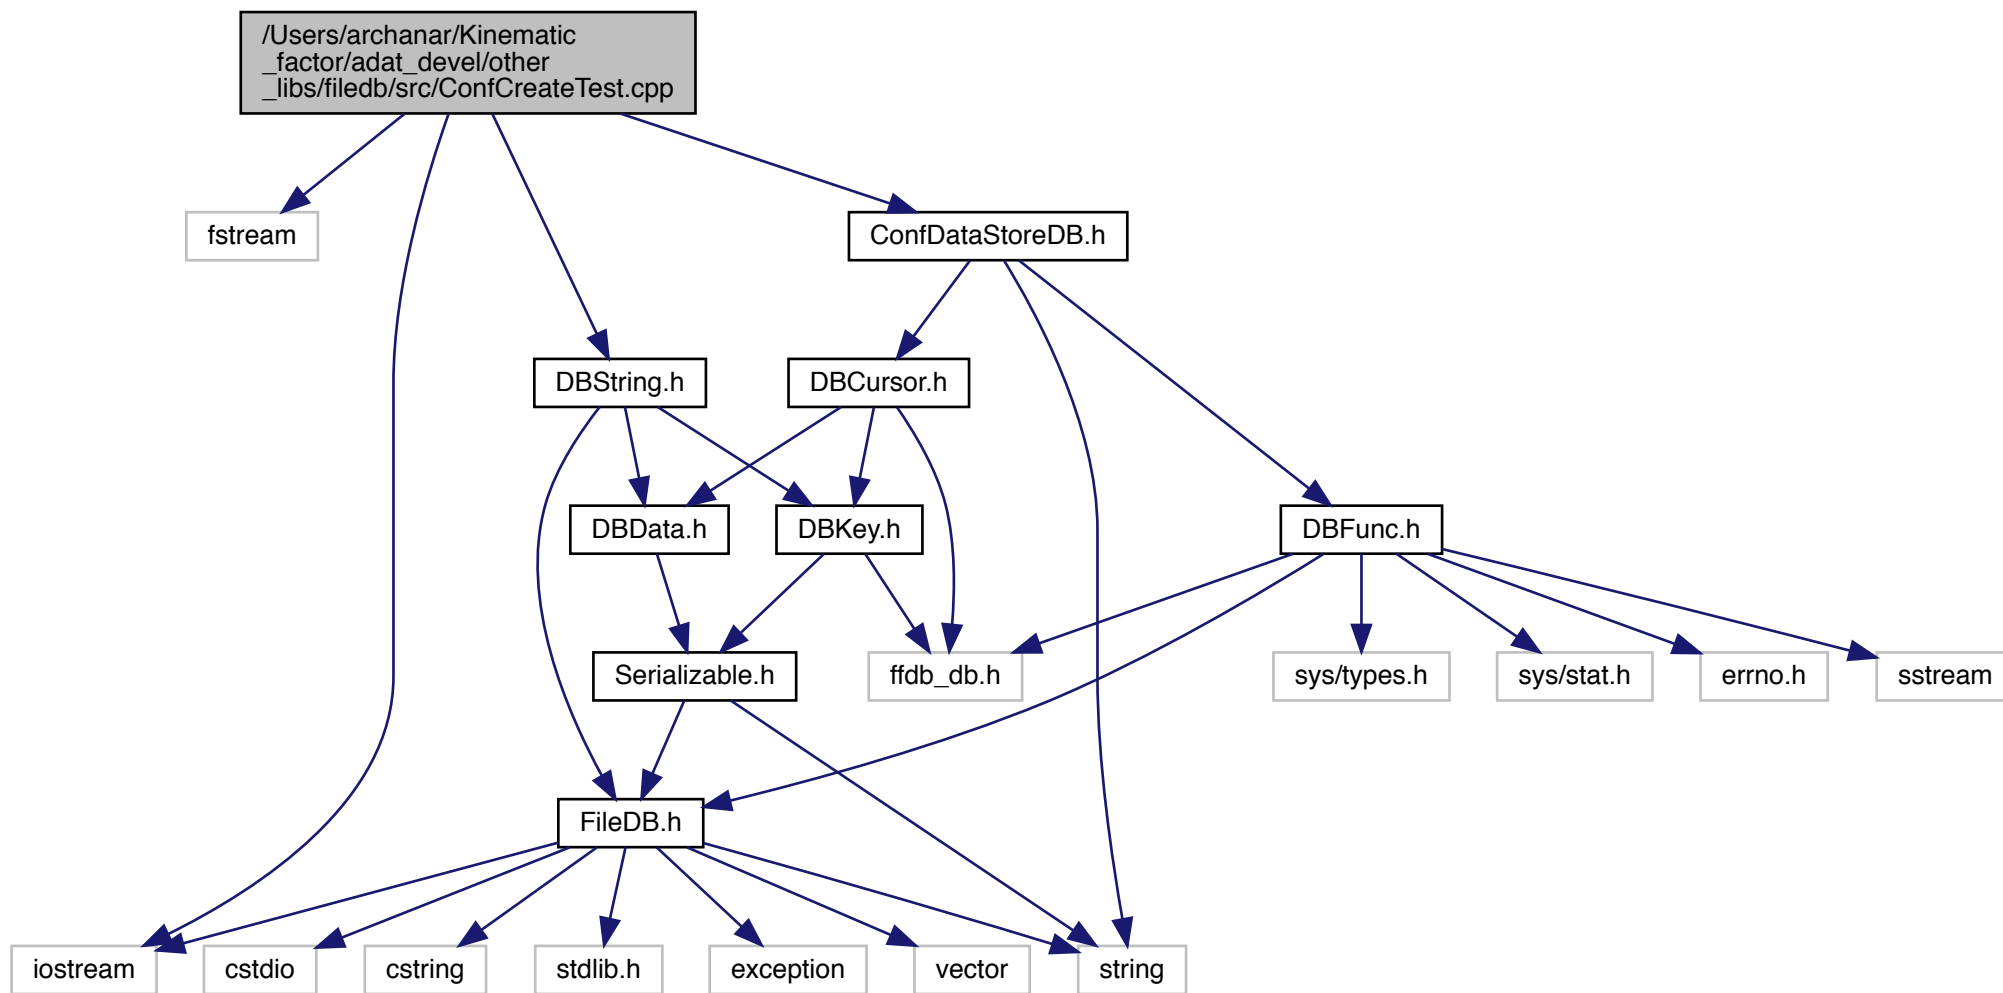 /Users/archanar/Kinematic
_factor/adat_devel/other
_libs/filedb/src/ConfCreateTest.cpp
fstream
ConfDataStoreDB.h
DBString.h
DBCursor.h
DBData.h
DBKey.h
DBFunc.h
Serializable.h
ffdb_db.h
sys/types.h
sys/stat.h
errno.h
sstream
FileDB.h
iostream
cstdio
cstring
stdlib.h
exception
vector
string